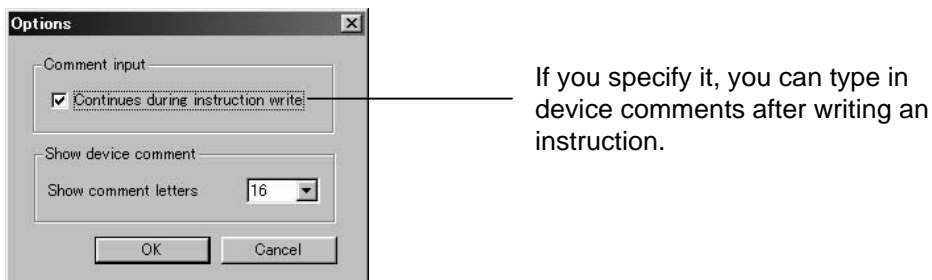 Options
Comment input
Continues during instruction write
Show device comment
Show comment letters 16
OK Cancel
If you specify it, you can type in
device comments after writing an
instruction.